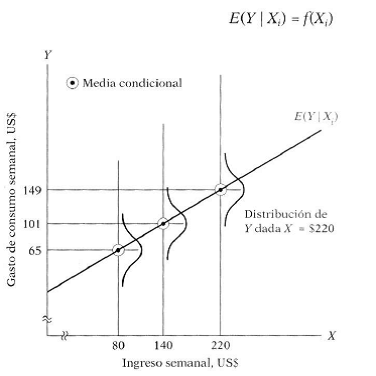 E(Y | Xᵢ) = f(Xᵢ)
Y
Media condicional
E(Y | Xᵢ)
Gasto de consumo semanal, US$
149
101
65
Distribución de
Y dada X = $220
X
80
140
220
Ingreso semanal, US$